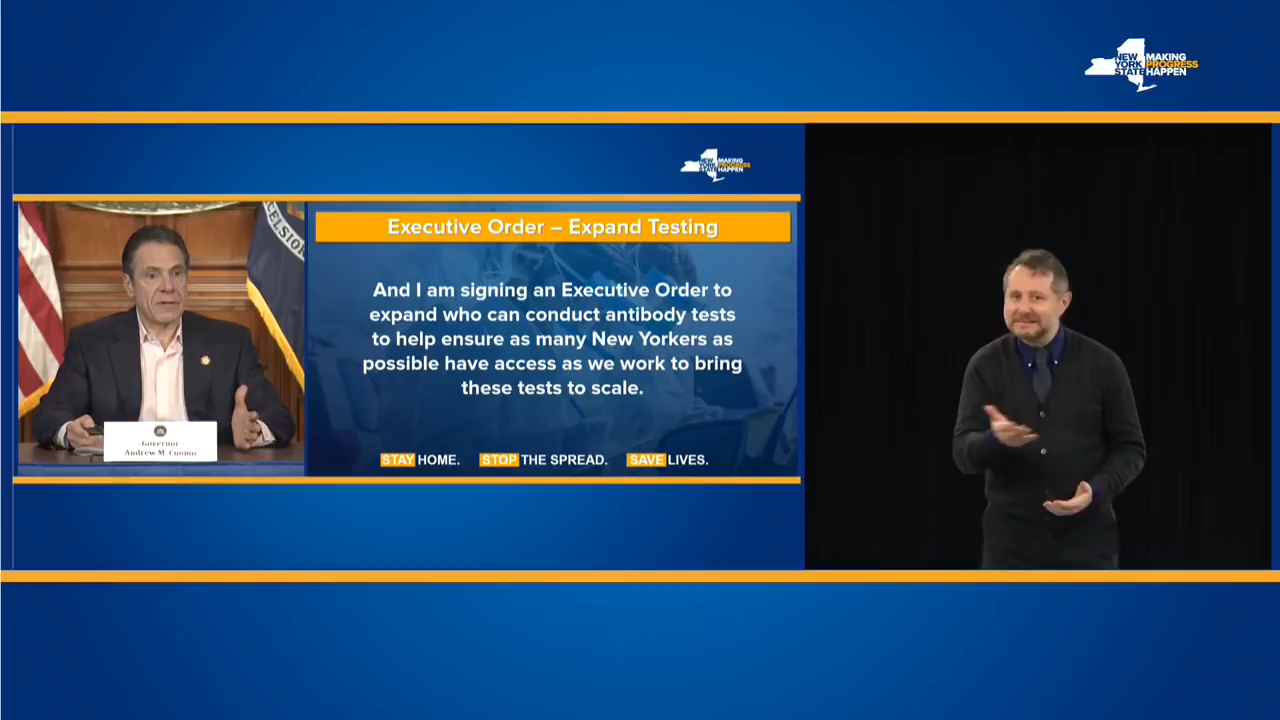 NEW YORK STATE
MAKING PROGRESS HAPPEN
NEW YORK STATE
MAKING PROGRESS HAPPEN
CELSIOR
Executive Order – Expand Testing
And I am signing an Executive Order to
expand who can conduct antibody tests
to help ensure as many New Yorkers as
possible have access as we work to bring
these tests to scale.
Governor
Andrew M. Cuomo
STAY HOME. STOP THE SPREAD. SAVE LIVES.